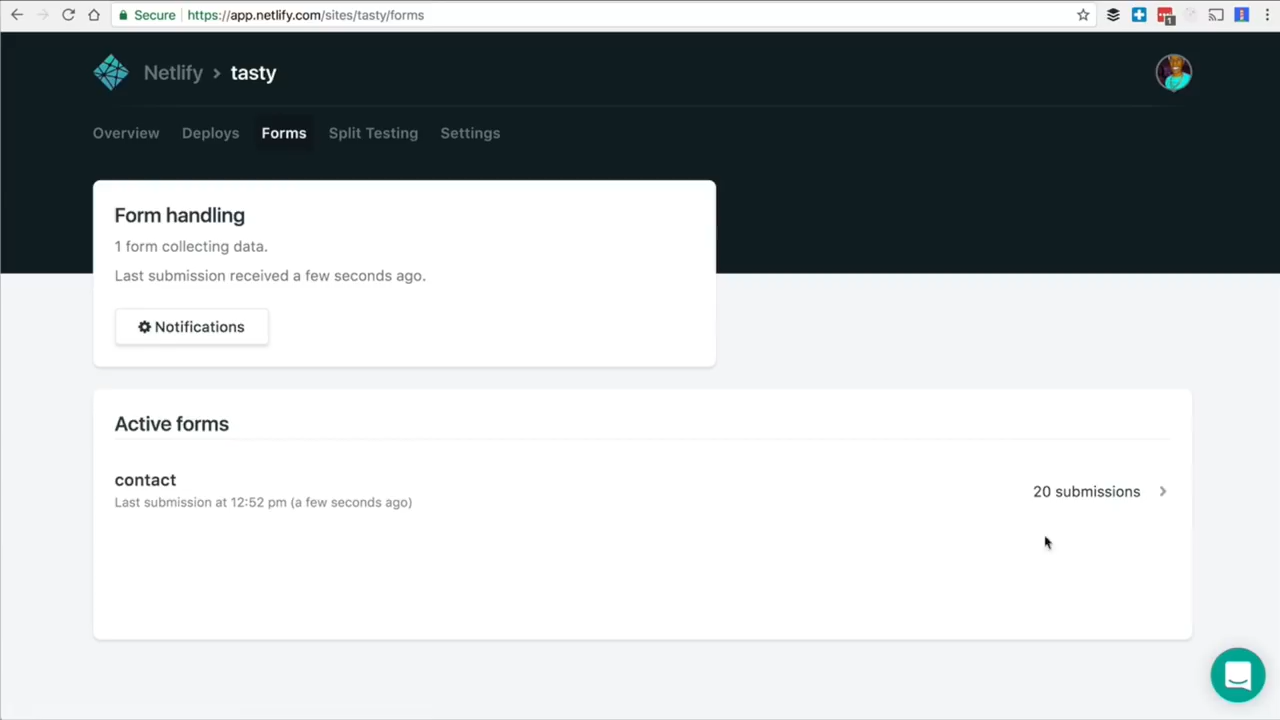 Secure https://app.netlify.com/sites/tasty/forms
1
Netlify > tasty
Overview Deploys Forms Split Testing Settings
Form handling
1 form collecting data.
Last submission received a few seconds ago.
Notifications
Active forms
contact
Last submission at 12:52 pm (a few seconds ago)
20 submissions